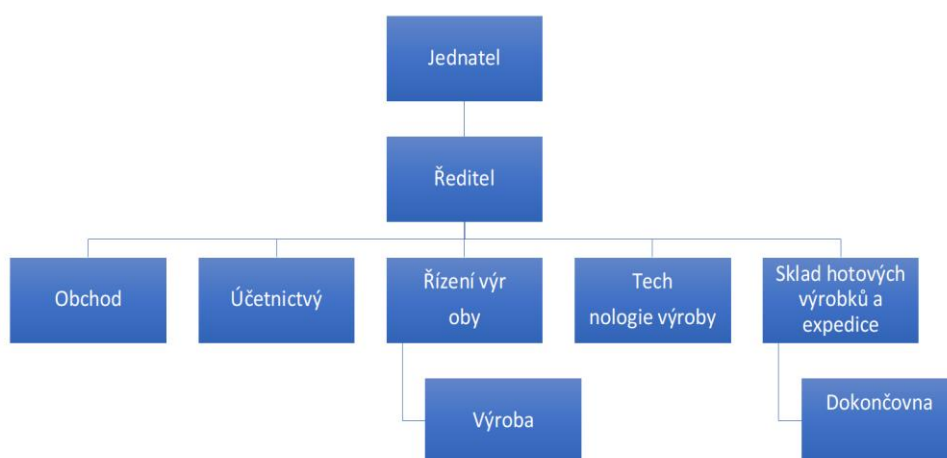 Jednatel
Ředitel
Obchod
Účetnictvý
Řízení výr
oby
Tech
nologie výroby
Sklad hotových
výrobků a
expedice
Výroba
Dokončovna